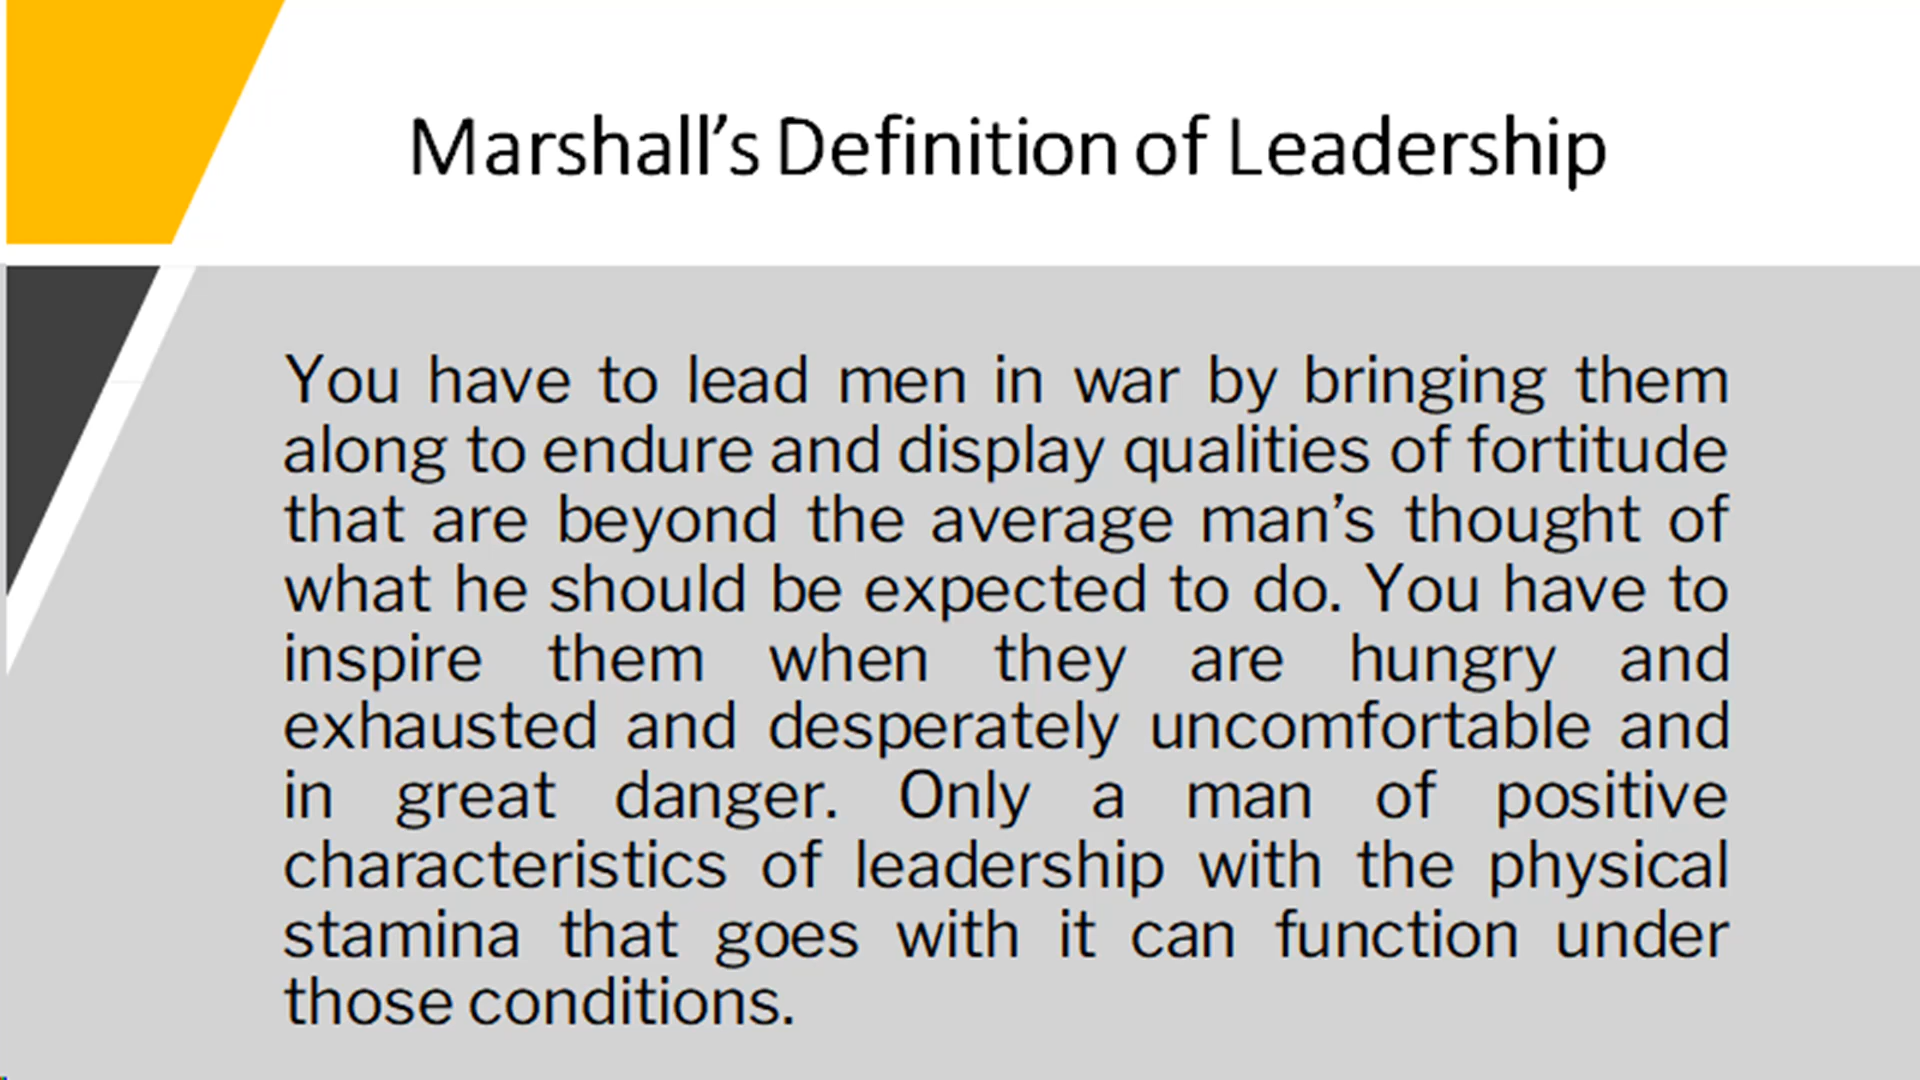 Marshall’s Definition of Leadership
You have to lead men in war by bringing them
along to endure and display qualities of fortitude
that are beyond the average man’s thought of
what he should be expected to do. You have to
inspire them when they are hungry and
exhausted and desperately uncomfortable and
in great danger. Only a man of positive
characteristics of leadership with the physical
stamina that goes with it can function under
those conditions.